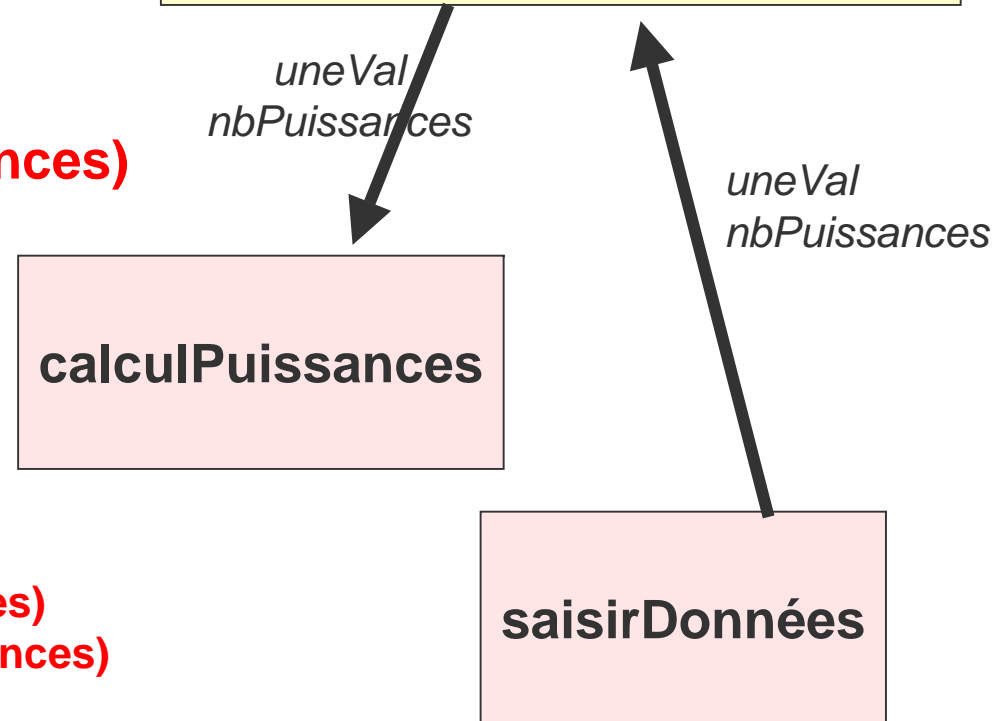 uneVal
nbPuissances
nces)
uneVal
nbPuissances
calculPuissances
es)
saisirDonnées
nces)